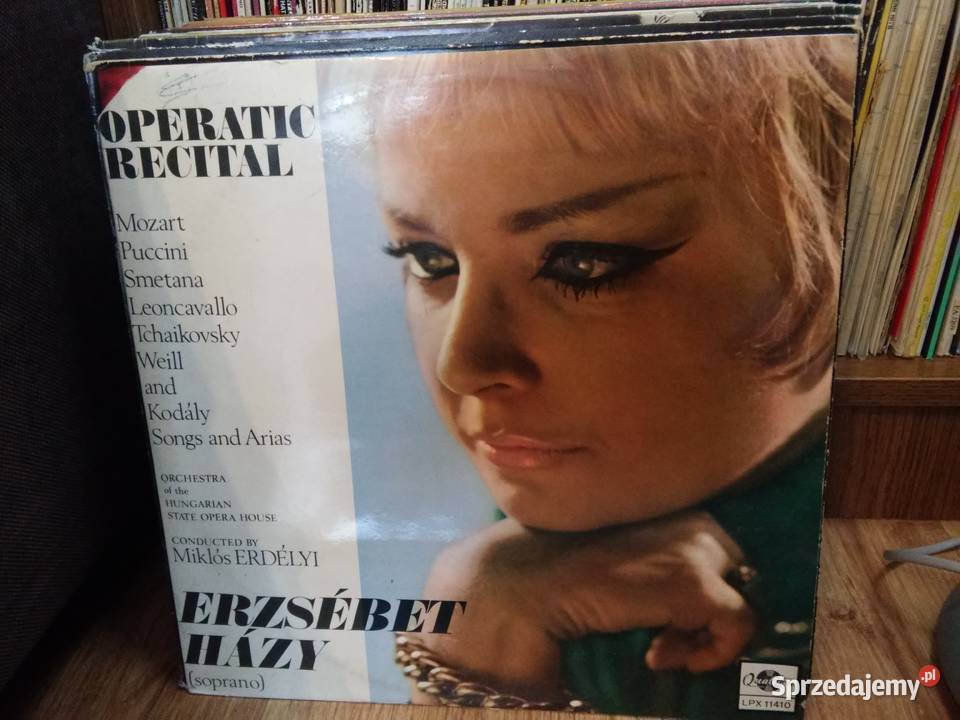 OPERATIC
RECITAL
Mozart
Puccini
Smetana
Leoncavallo
Tchaikovsky
Weill
and
Kodály
Songs and Arias
ORCHESTRA
of the
HUNGARIAN
STATE OPERA HOUSE
CONDUCTED BY
Miklós ERDÉLYI
ERZSÉBET
HÁZY
(soprano)
LPX 11410
Sprzedajemy.pl